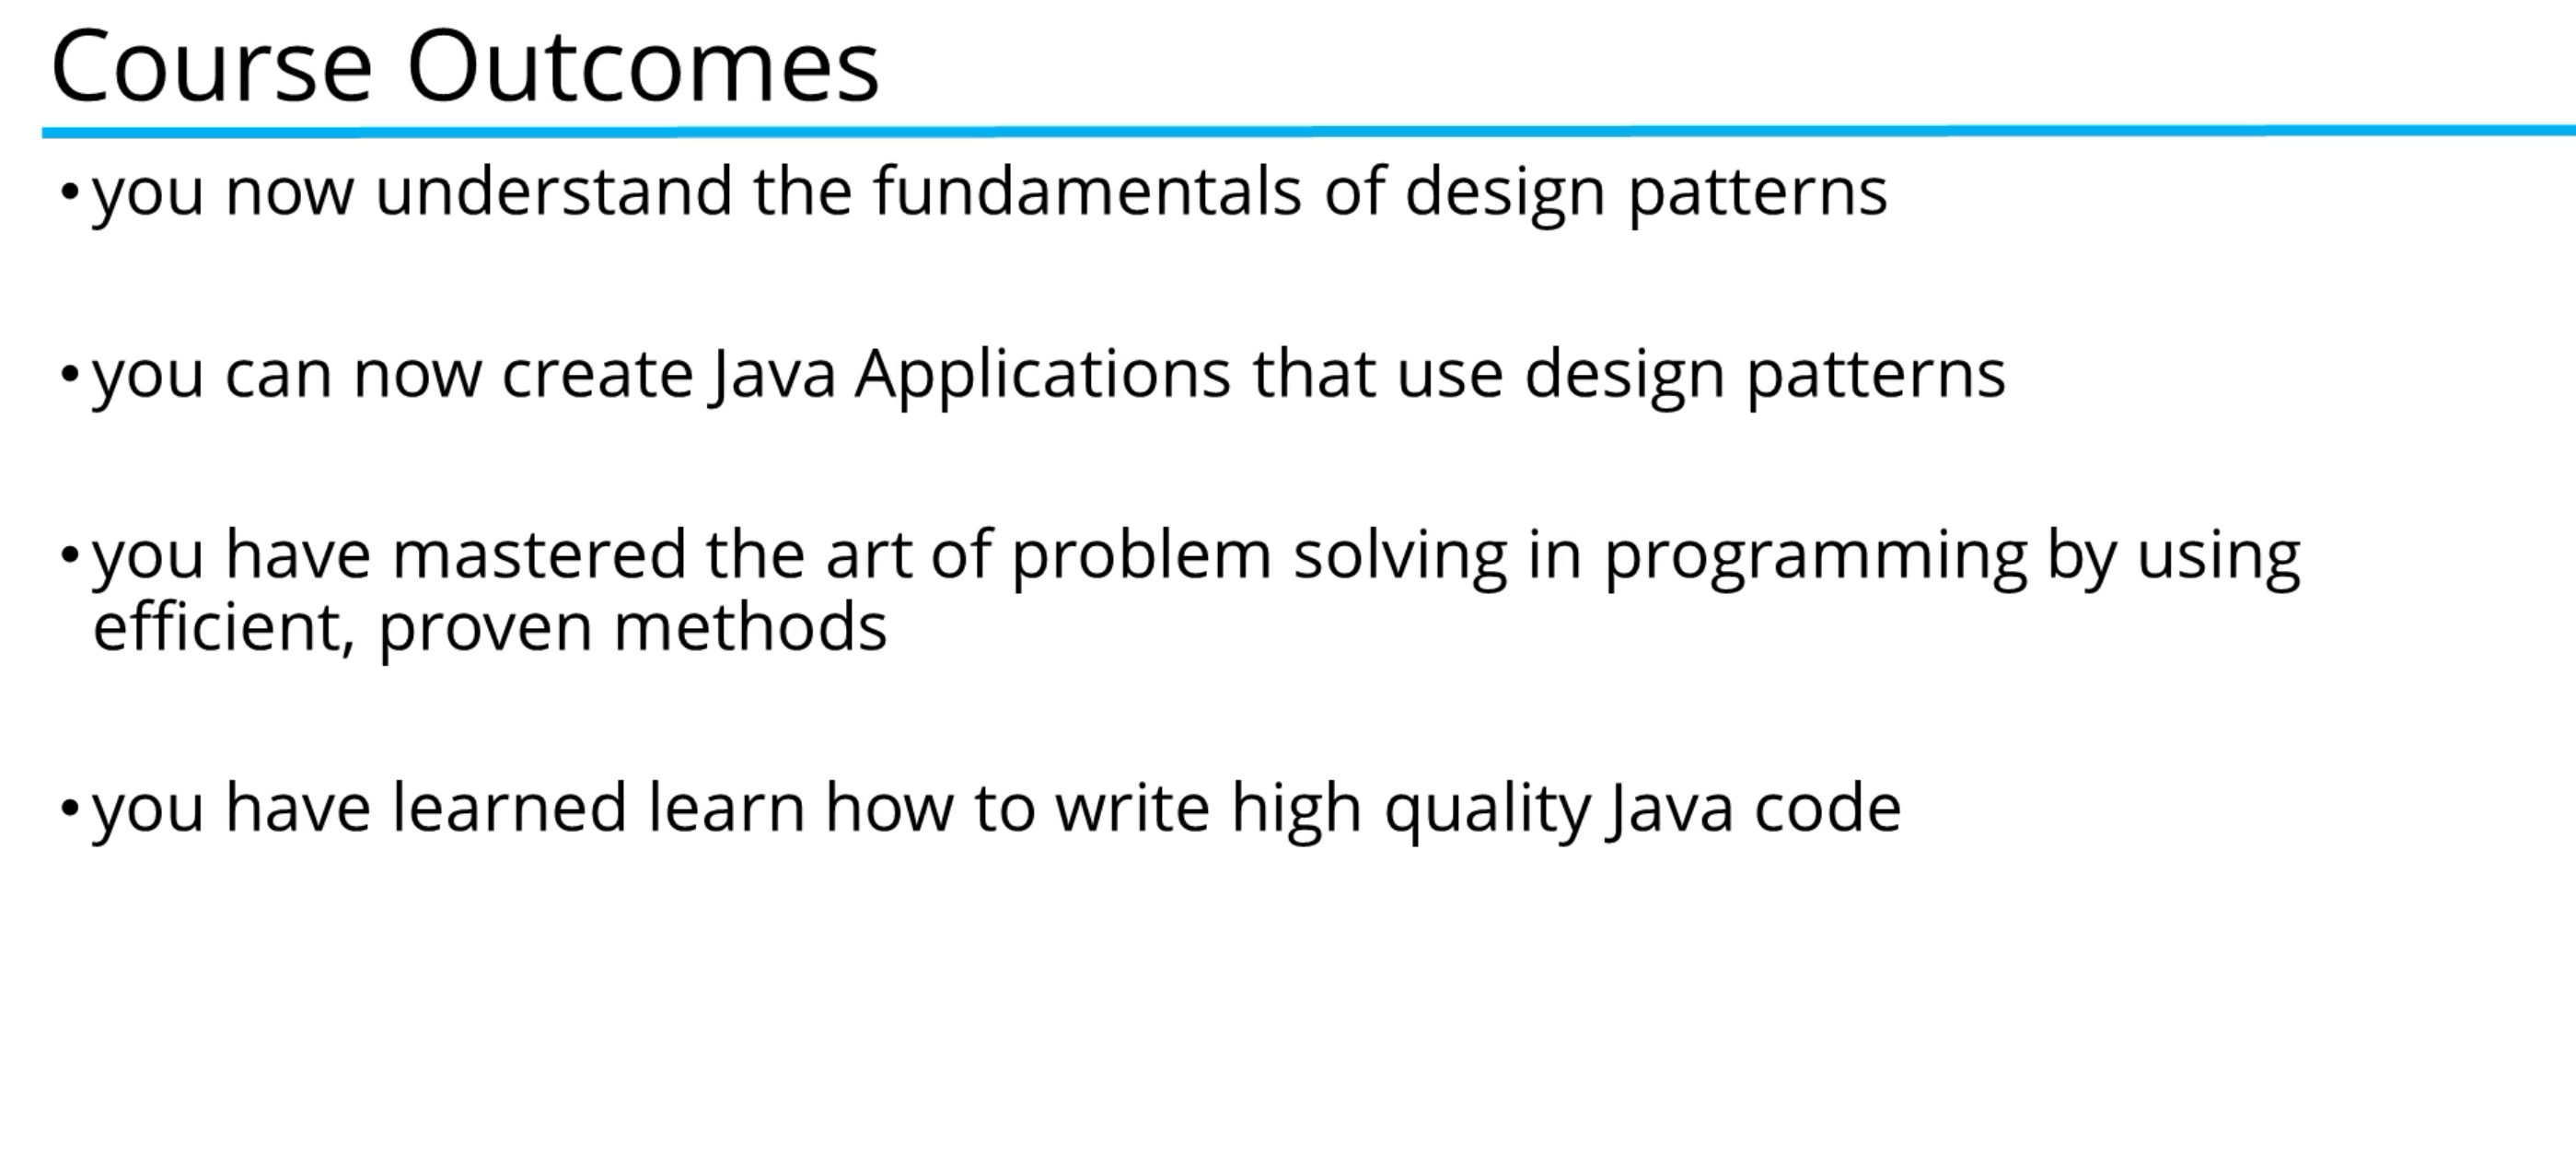 Course Outcomes
• you now understand the fundamentals of design patterns
• you can now create Java Applications that use design patterns
• you have mastered the art of problem solving in programming by using
efficient, proven methods
• you have learned learn how to write high quality Java code